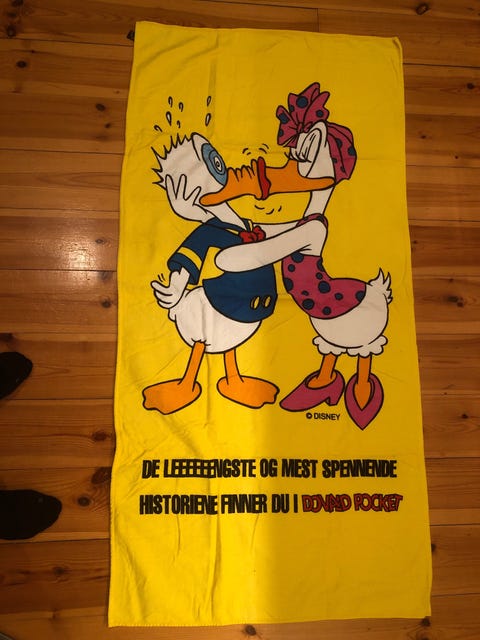 © DISNEY
DE LEEEEEENGSTE OG MEST SPENNENDE
HISTORIENE FINNER DU I DONALD POCKET